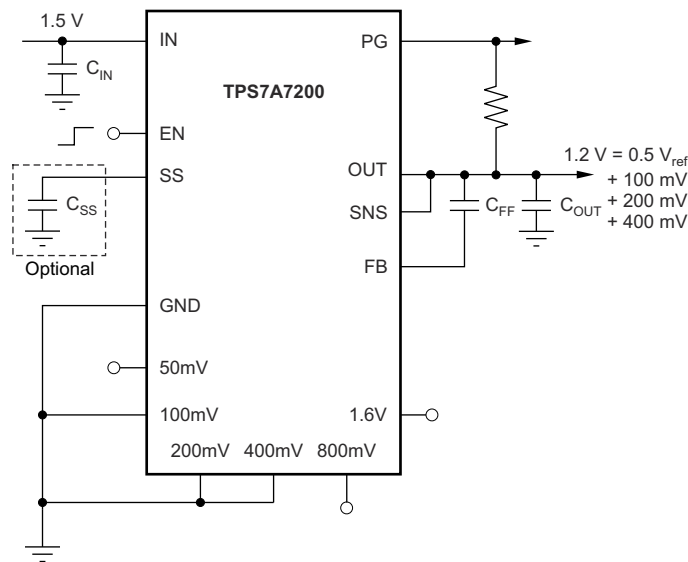 1.5 V
IN
PG
C_IN
TPS7A7200
EN
1.2 V = 0.5 V_ref
+ 100 mV
+ 200 mV
+ 400 mV
SS
OUT
C_SS
SNS
C_FF
C_OUT
Optional
FB
GND
50mV
100mV
1.6V
200mV 400mV 800mV